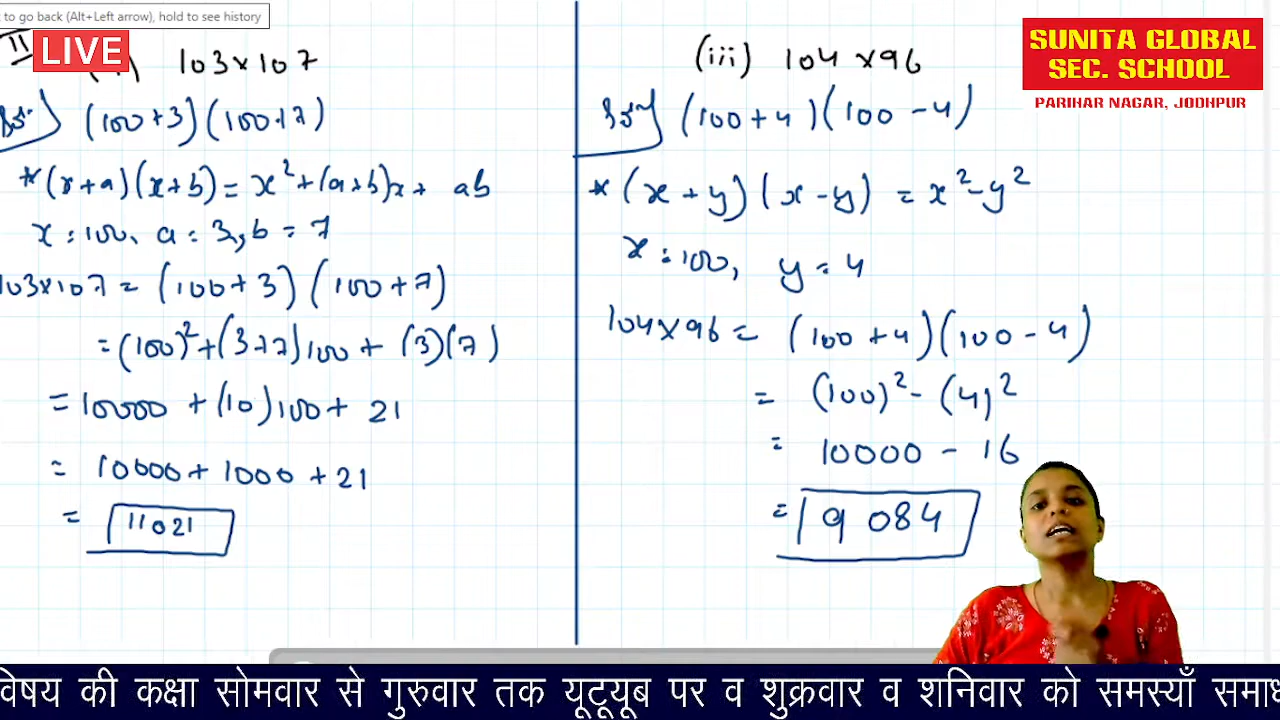 to go back (Alt+Left arrow), hold to see history
LIVE
II
103×107
(100+3)(100+7)
*(x+a)(x+b)=x²+(a+b)x+ ab
x=100, a=3, b=7
103×107 = (100+3) (100+7)
=(100)²+(3+7)100+(3)(7)
=10000 +(10)100+ 21
= 10000+1000+21
= 11021
(iii) 104×96
Sol (100+4)(100-4)
*(x+y)(x-y) = x²-y²
x=100, y=4
104×96 = (100+4)(100-4)
= (100)²-(4)²
= 10000-16
= 9084
SUNITA GLOBAL
SEC. SCHOOL
PARIHAR NAGAR, JODHPUR
विषय की कक्षा सोमवार से गुरुवार तक यूट्यूब पर व शुक्रवार व शनिवार को समस्याँ समाध